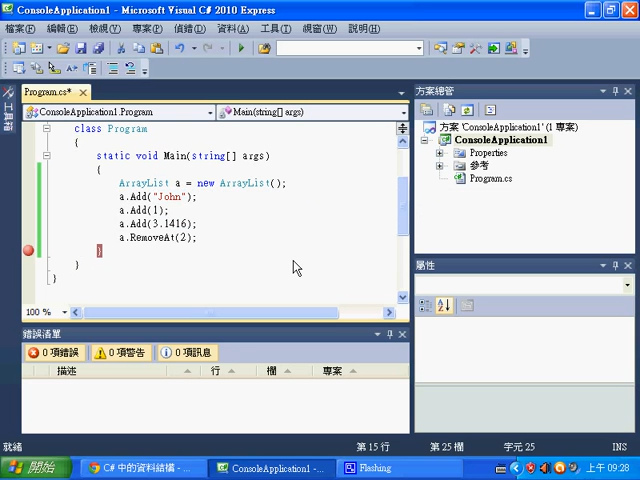 ConsoleApplication1 - Microsoft Visual C# 2010 Express
檔案(F) 編輯(E) 檢視(V) 專案(P) 偵錯(D) 資料(A) 工具(I) 視窗(W) 說明(H)
Program.cs*
方案總管
工具箱
ConsoleApplication1.Program
Main(string[] args)
方案 'ConsoleApplication1' (1 專案)
ConsoleApplication1
Properties
參考
Program.cs
class Program
{
static void Main(string[] args)
{
ArrayList a = new ArrayList();
a.Add("John");
a.Add(1);
a.Add(3.1416);
a.RemoveAt(2);
}
}
}
100 %
屬性
錯誤清單
0 項錯誤 0 項警告 0 項訊息
描述 行 欄 專案
就緒 第 15 行 第 25 欄 字元 25 INS
開始 C# 中的資料結構 - ... ConsoleApplication1 -... Flashing 上午 09:28